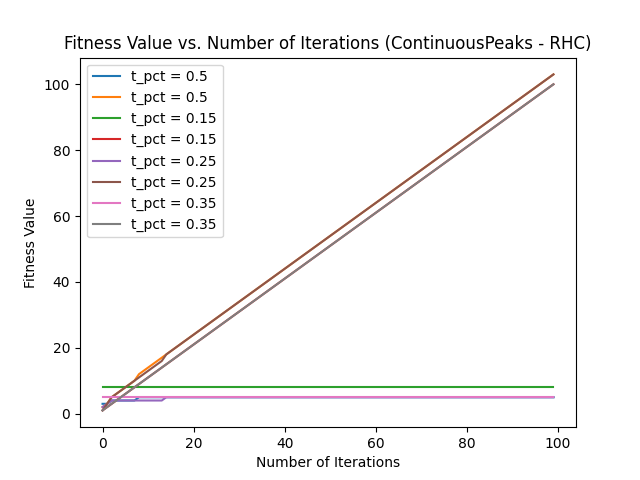 Fitness Value vs. Number of Iterations (ContinuousPeaks - RHC)
t_pct = 0.5
t_pct = 0.5
t_pct = 0.15
t_pct = 0.15
t_pct = 0.25
t_pct = 0.25
t_pct = 0.35
t_pct = 0.35
Fitness Value
100
80
60
40
20
0
0 20 40 60 80 100
Number of Iterations